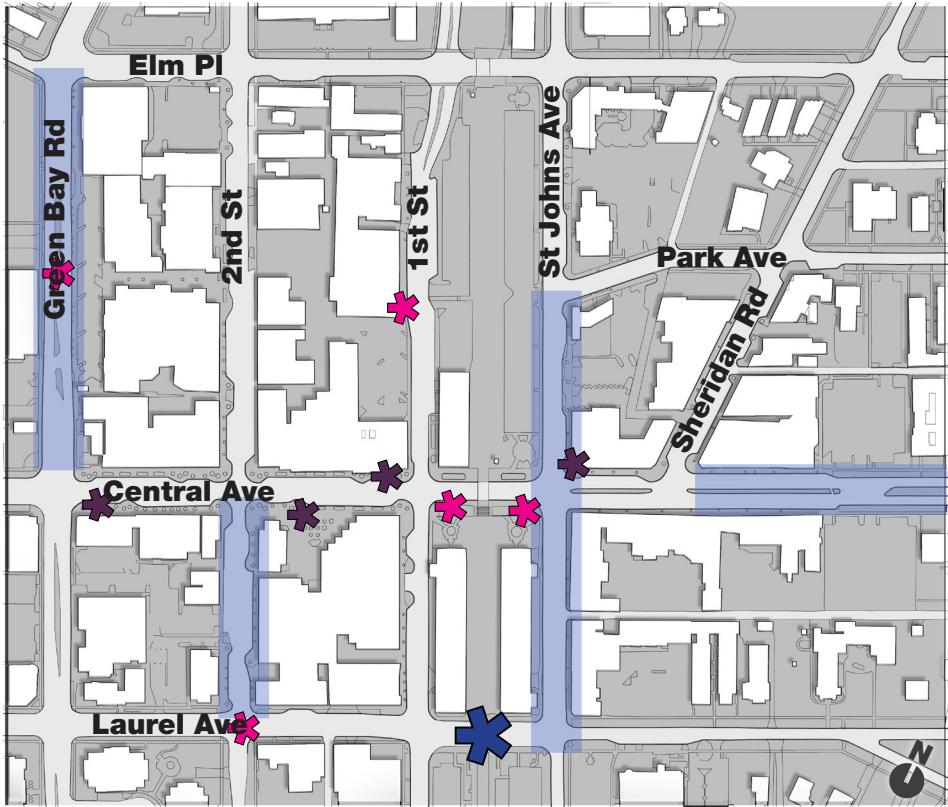 Elm Pl
Green Bay Rd
2nd St
1st St
St Johns Ave
Park Ave
Sheridan Rd
Central Ave
Laurel Ave
N